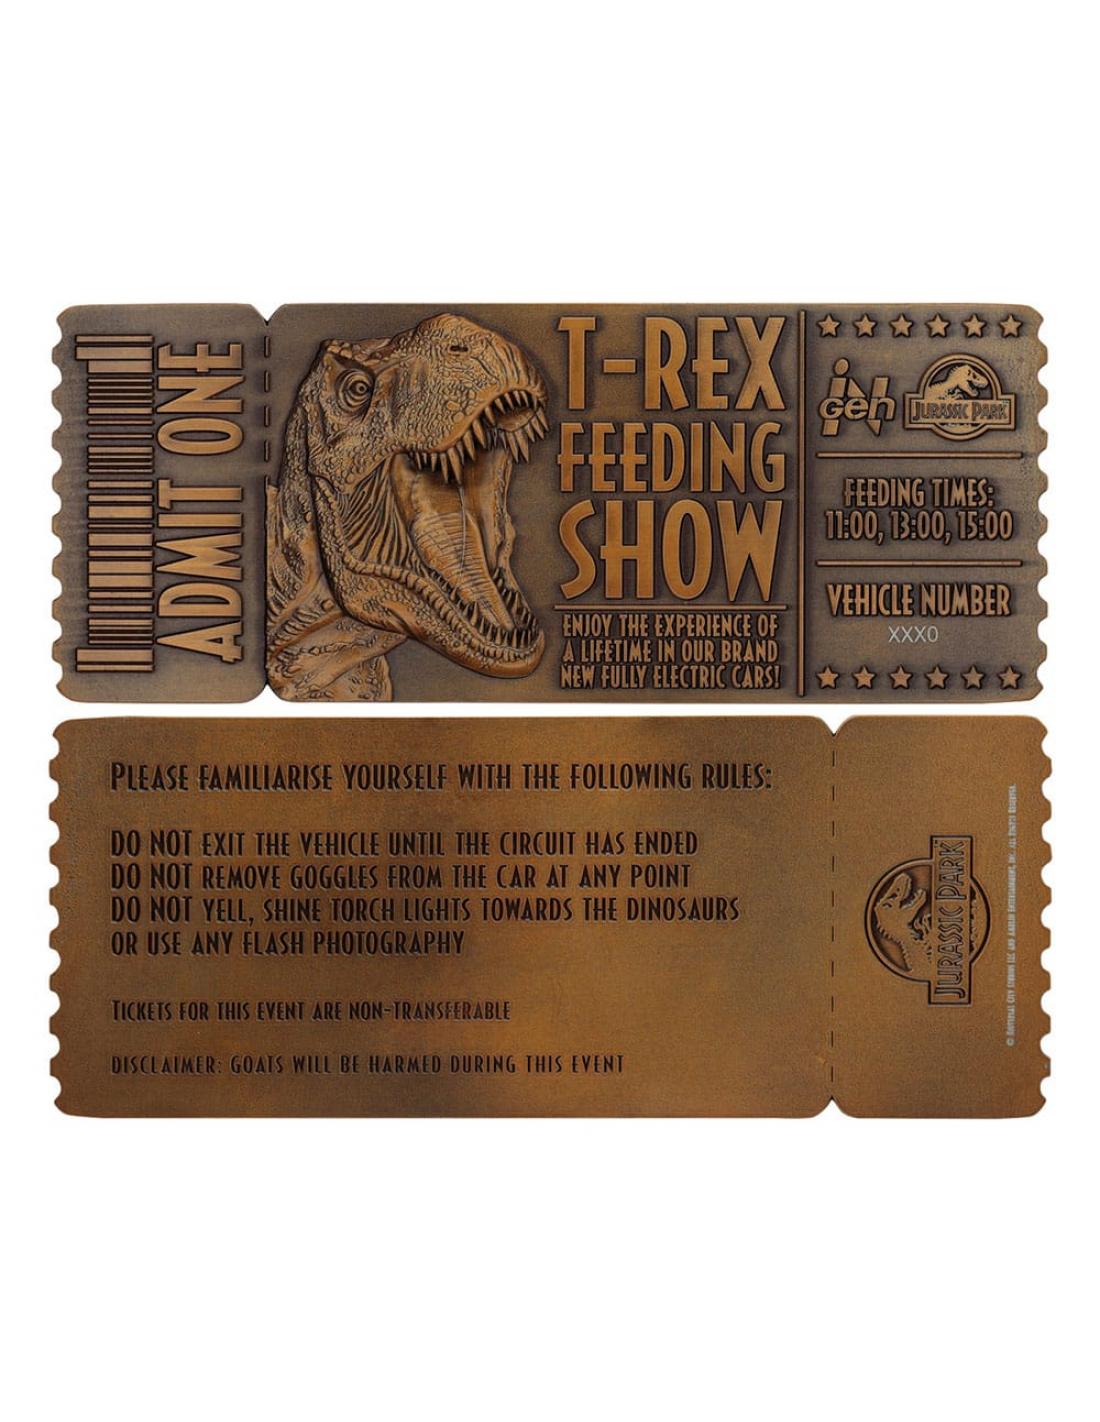 ADMIT ONE
T-REX
FEEDING
SHOW
ENJOY THE EXPERIENCE OF
A LIFETIME IN OUR BRAND
NEW FULLY ELECTRIC CARS!
inGen
JURASSIC PARK
FEEDING TIMES:
11:00, 13:00, 15:00
VEHICLE NUMBER
XXX0
PLEASE FAMILIARISE YOURSELF WITH THE FOLLOWING RULES:
DO NOT EXIT THE VEHICLE UNTIL THE CIRCUIT HAS ENDED
DO NOT REMOVE GOGGLES FROM THE CAR AT ANY POINT
DO NOT YELL, SHINE TORCH LIGHTS TOWARDS THE DINOSAURS
OR USE ANY FLASH PHOTOGRAPHY
TICKETS FOR THIS EVENT ARE NON-TRANSFERABLE
DISCLAIMER: GOATS WILL BE HARMED DURING THIS EVENT
JURASSIC PARK